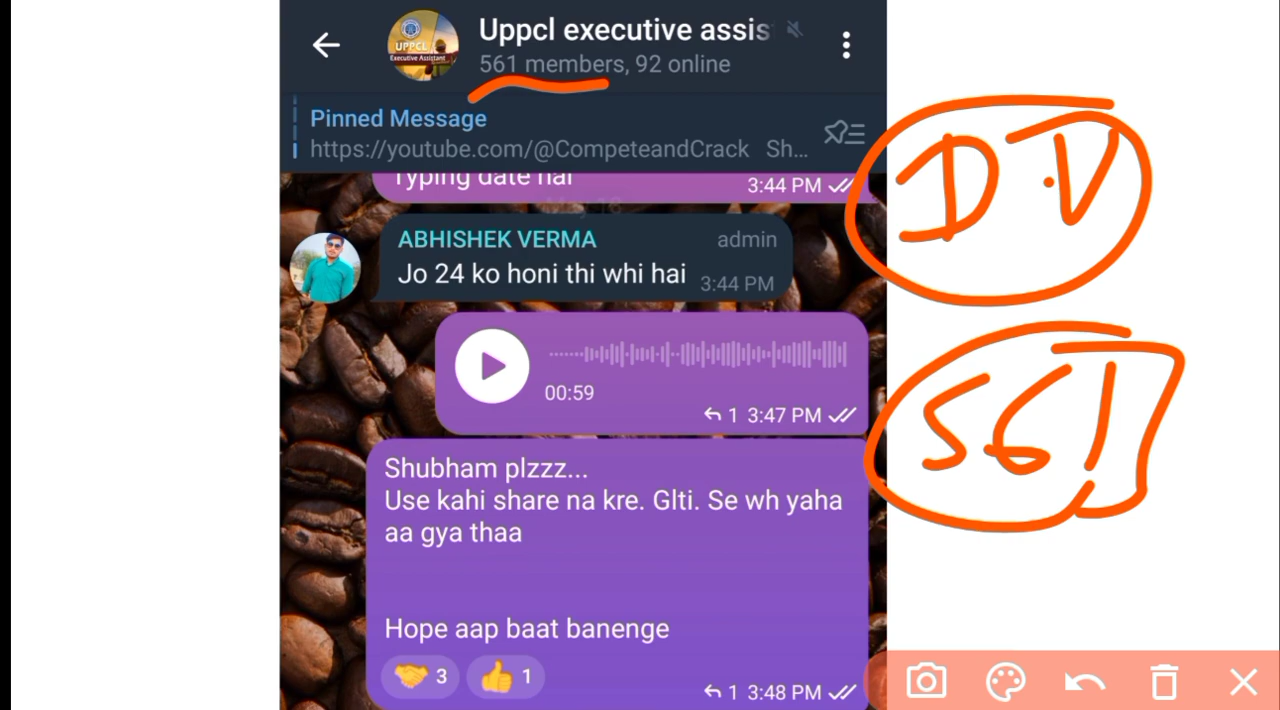 Uppcl executive assis
561 members, 92 online
UPPCL
Executive Assistant
Pinned Message
https://youtube.com/@CompeteandCrack Sh...
Typing date hai
3:44 PM
ABHISHEK VERMA admin
Jo 24 ko honi thi whi hai 3:44 PM
00:59
1 3:47 PM
Shubham plzzz...
Use kahi share na kre. Glti. Se wh yaha
aa gya thaa
Hope aap baat banenge
3 1
1 3:48 PM
D.V
561